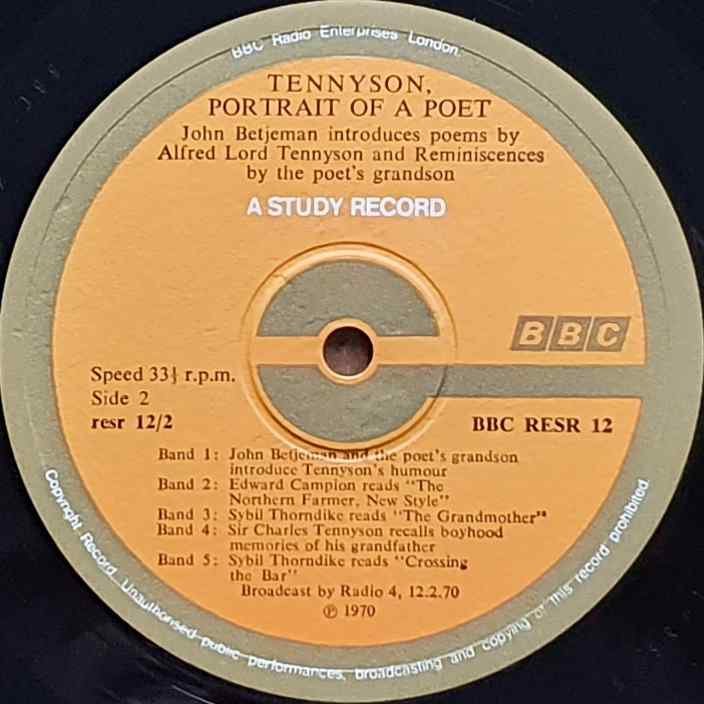 BBC Radio Enterprises London.
TENNYSON,
PORTRAIT OF A POET
John Betjeman introduces poems by
Alfred Lord Tennyson and Reminiscences
by the poet's grandson
A STUDY RECORD
BBC
Speed 33⅓ r.p.m.
Side 2
resr 12/2
BBC RESR 12
Band 1: John Betjeman and the poet's grandson
introduce Tennyson's humour
Band 2: Edward Campion reads "The
Northern Farmer, New Style"
Band 3: Sybil Thorndike reads "The Grandmother"
Band 4: Sir Charles Tennyson recalls boyhood
memories of his grandfather
Band 5: Sybil Thorndike reads "Crossing
the Bar"
Broadcast by Radio 4, 12.2.70
℗ 1970
Copyright Record. Unauthorised public performances, broadcasting and copying of this record prohibited.